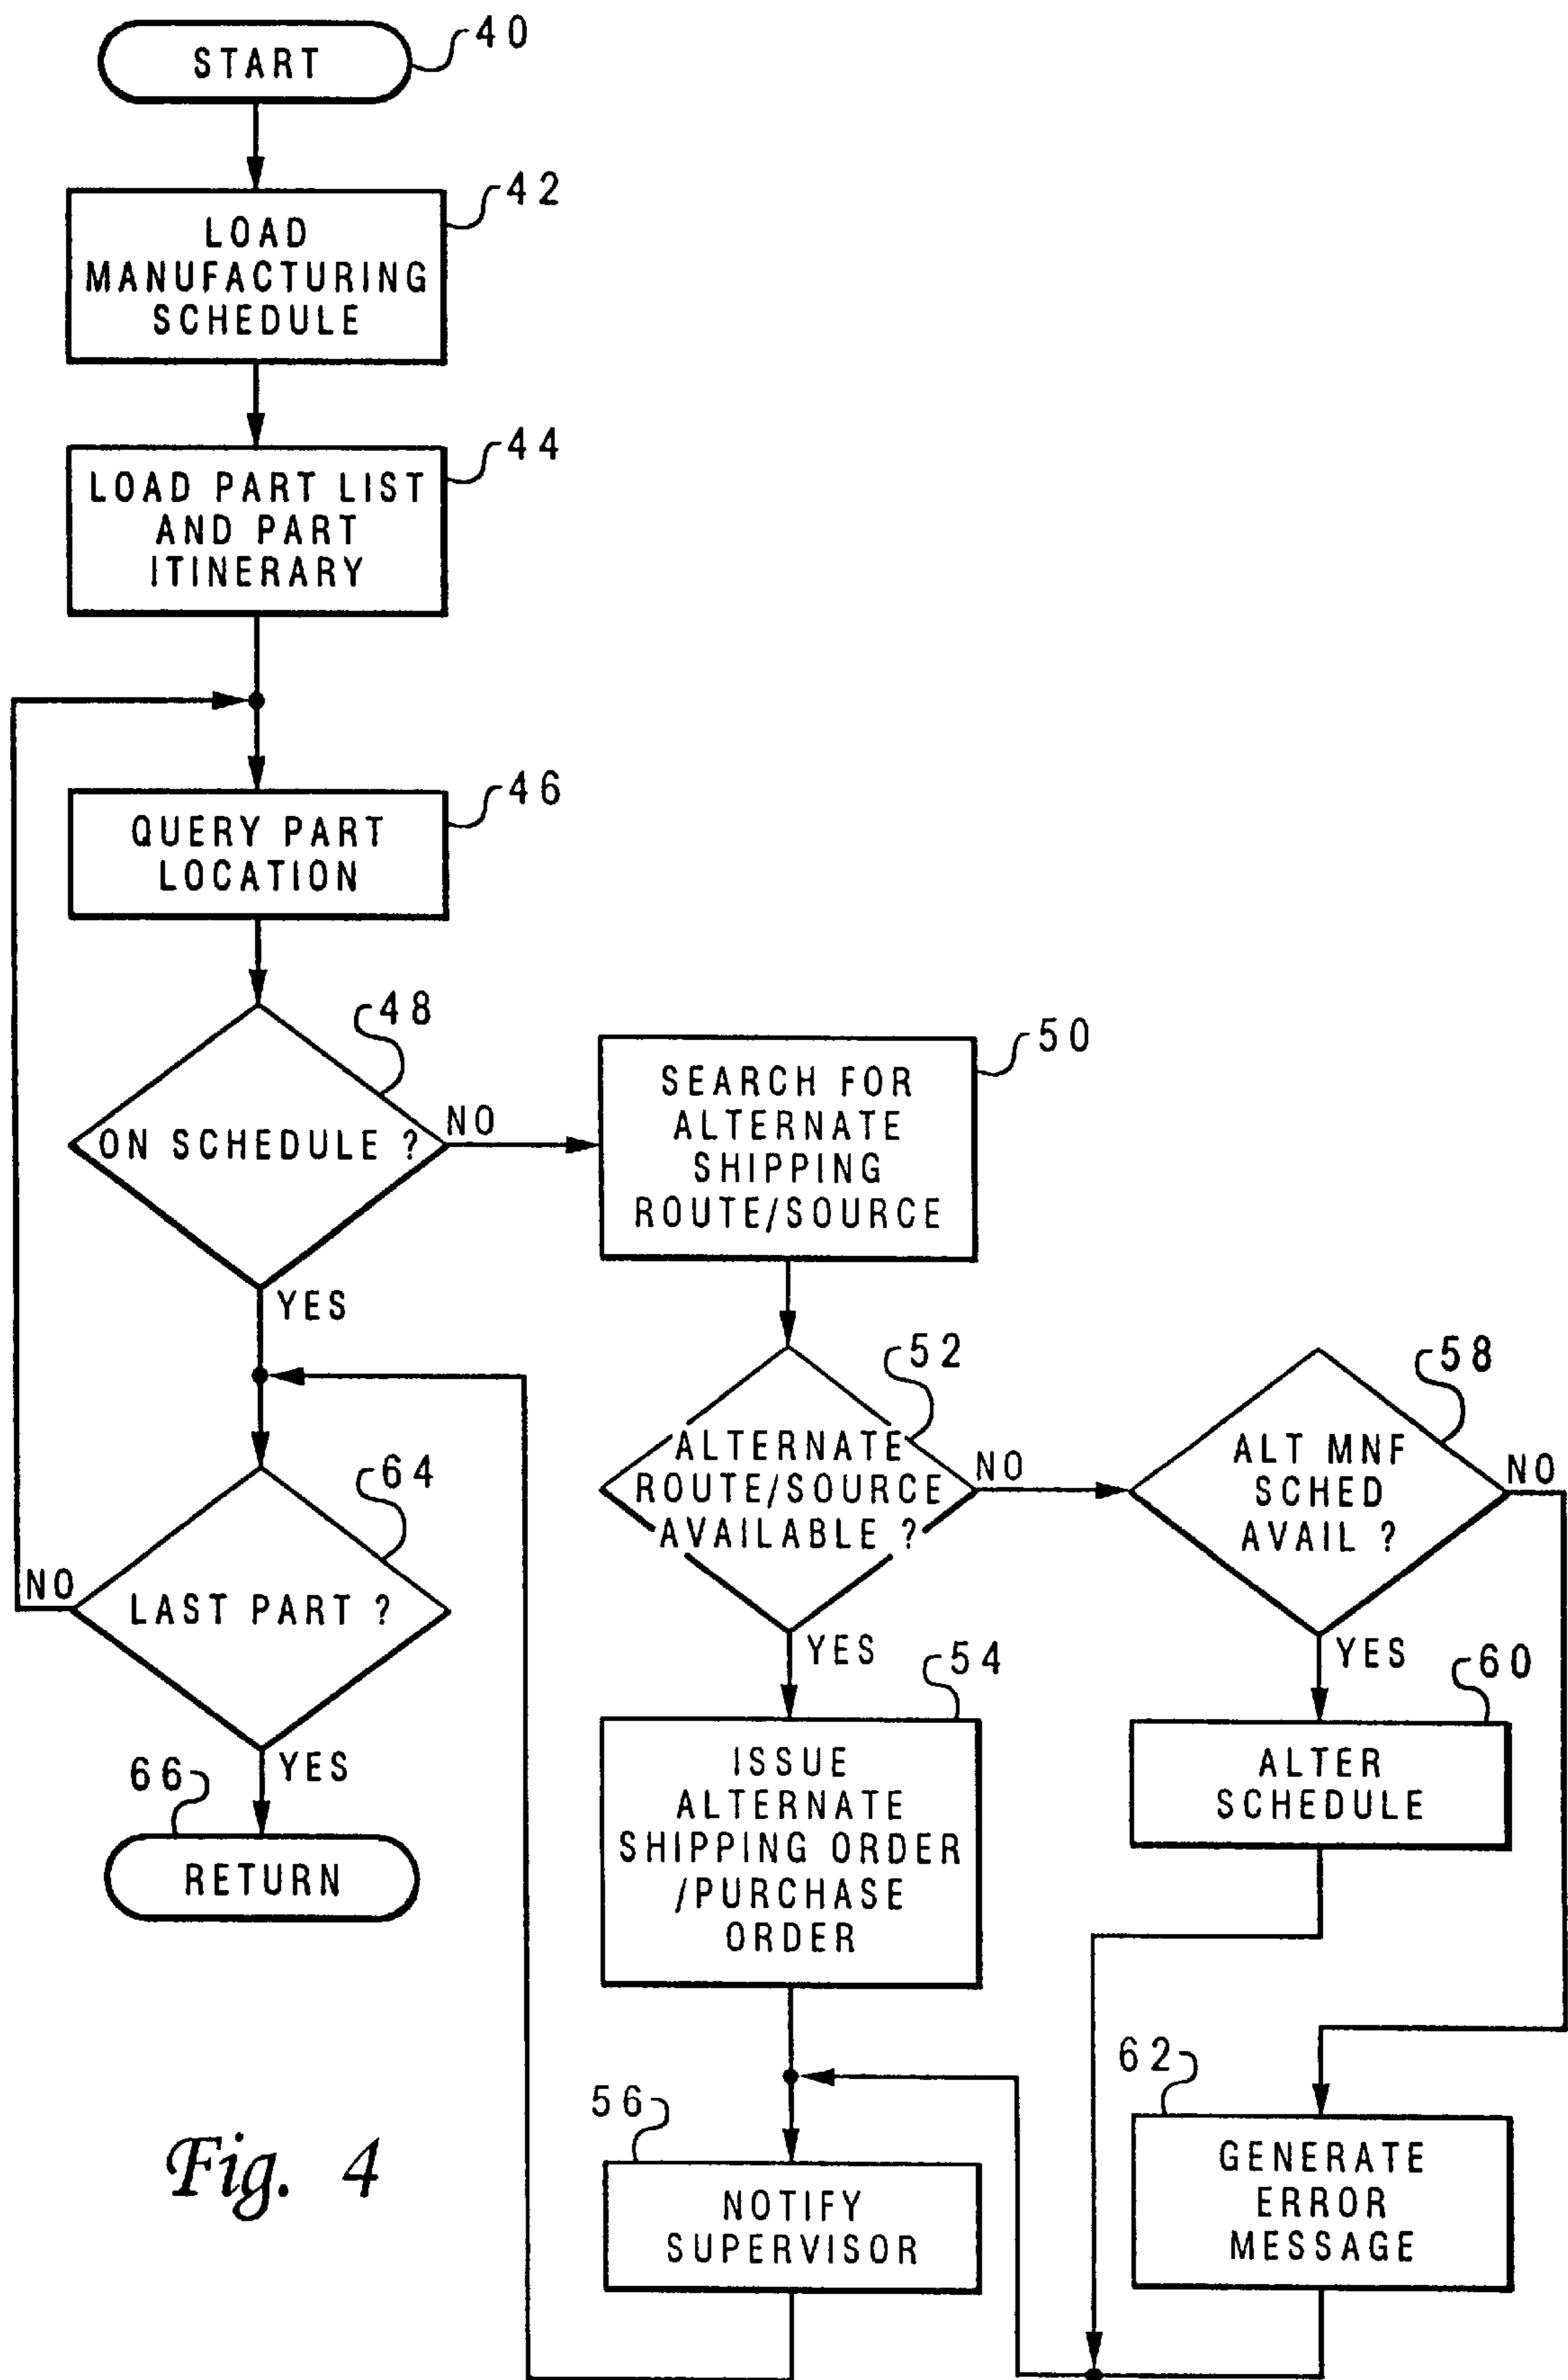 START
40
LOAD
MANUFACTURING
SCHEDULE
42
LOAD PART LIST
AND PART
ITINERARY
44
QUERY PART
LOCATION
46
ON SCHEDULE ?
48
NO
YES
SEARCH FOR
ALTERNATE
SHIPPING
ROUTE/SOURCE
50
ALTERNATE
ROUTE/SOURCE
AVAILABLE ?
52
NO
YES
ALT MNF
SCHED
AVAIL ?
58
NO
YES
LAST PART ?
64
NO
YES
RETURN
66
ISSUE
ALTERNATE
SHIPPING ORDER
/PURCHASE
ORDER
54
ALTER
SCHEDULE
60
NOTIFY
SUPERVISOR
56
GENERATE
ERROR
MESSAGE
62
Fig. 4